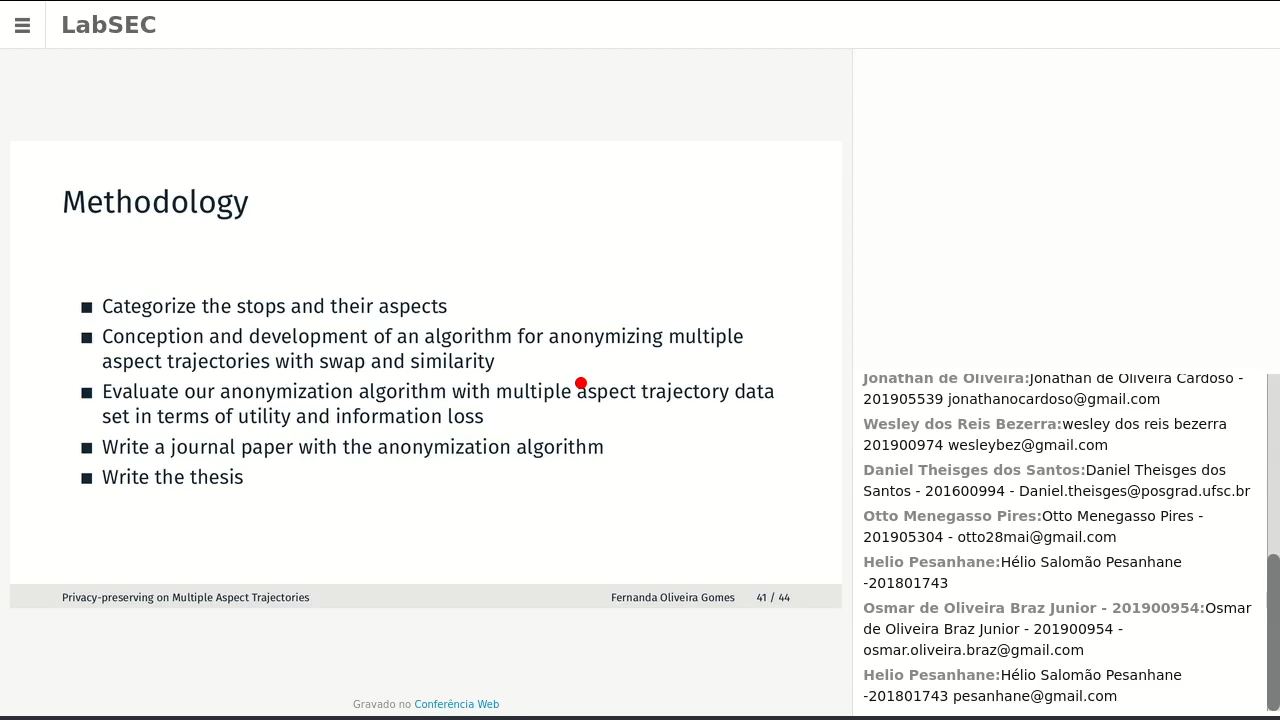 LabSEC
Methodology
Categorize the stops and their aspects
Conception and development of an algorithm for anonymizing multiple
aspect trajectories with swap and similarity
Evaluate our anonymization algorithm with multiple aspect trajectory data
set in terms of utility and information loss
Write a journal paper with the anonymization algorithm
Write the thesis
Privacy-preserving on Multiple Aspect Trajectories
Fernanda Oliveira Gomes
41 / 44
Gravado no Conferência Web
Jonathan de Oliveira:Jonathan de Oliveira Cardoso -
201905539 jonathanocardoso@gmail.com
Wesley dos Reis Bezerra:wesley dos reis bezerra
201900974 wesleybez@gmail.com
Daniel Theisges dos Santos:Daniel Theisges dos
Santos - 201600994 - Daniel.theisges@posgrad.ufsc.br
Otto Menegasso Pires:Otto Menegasso Pires -
201905304 - otto28mai@gmail.com
Helio Pesanhane:Hélio Salomão Pesanhane
-201801743
Osmar de Oliveira Braz Junior - 201900954:Osmar
de Oliveira Braz Junior - 201900954 -
osmar.oliveira.braz@gmail.com
Helio Pesanhane:Hélio Salomão Pesanhane
-201801743 pesanhane@gmail.com